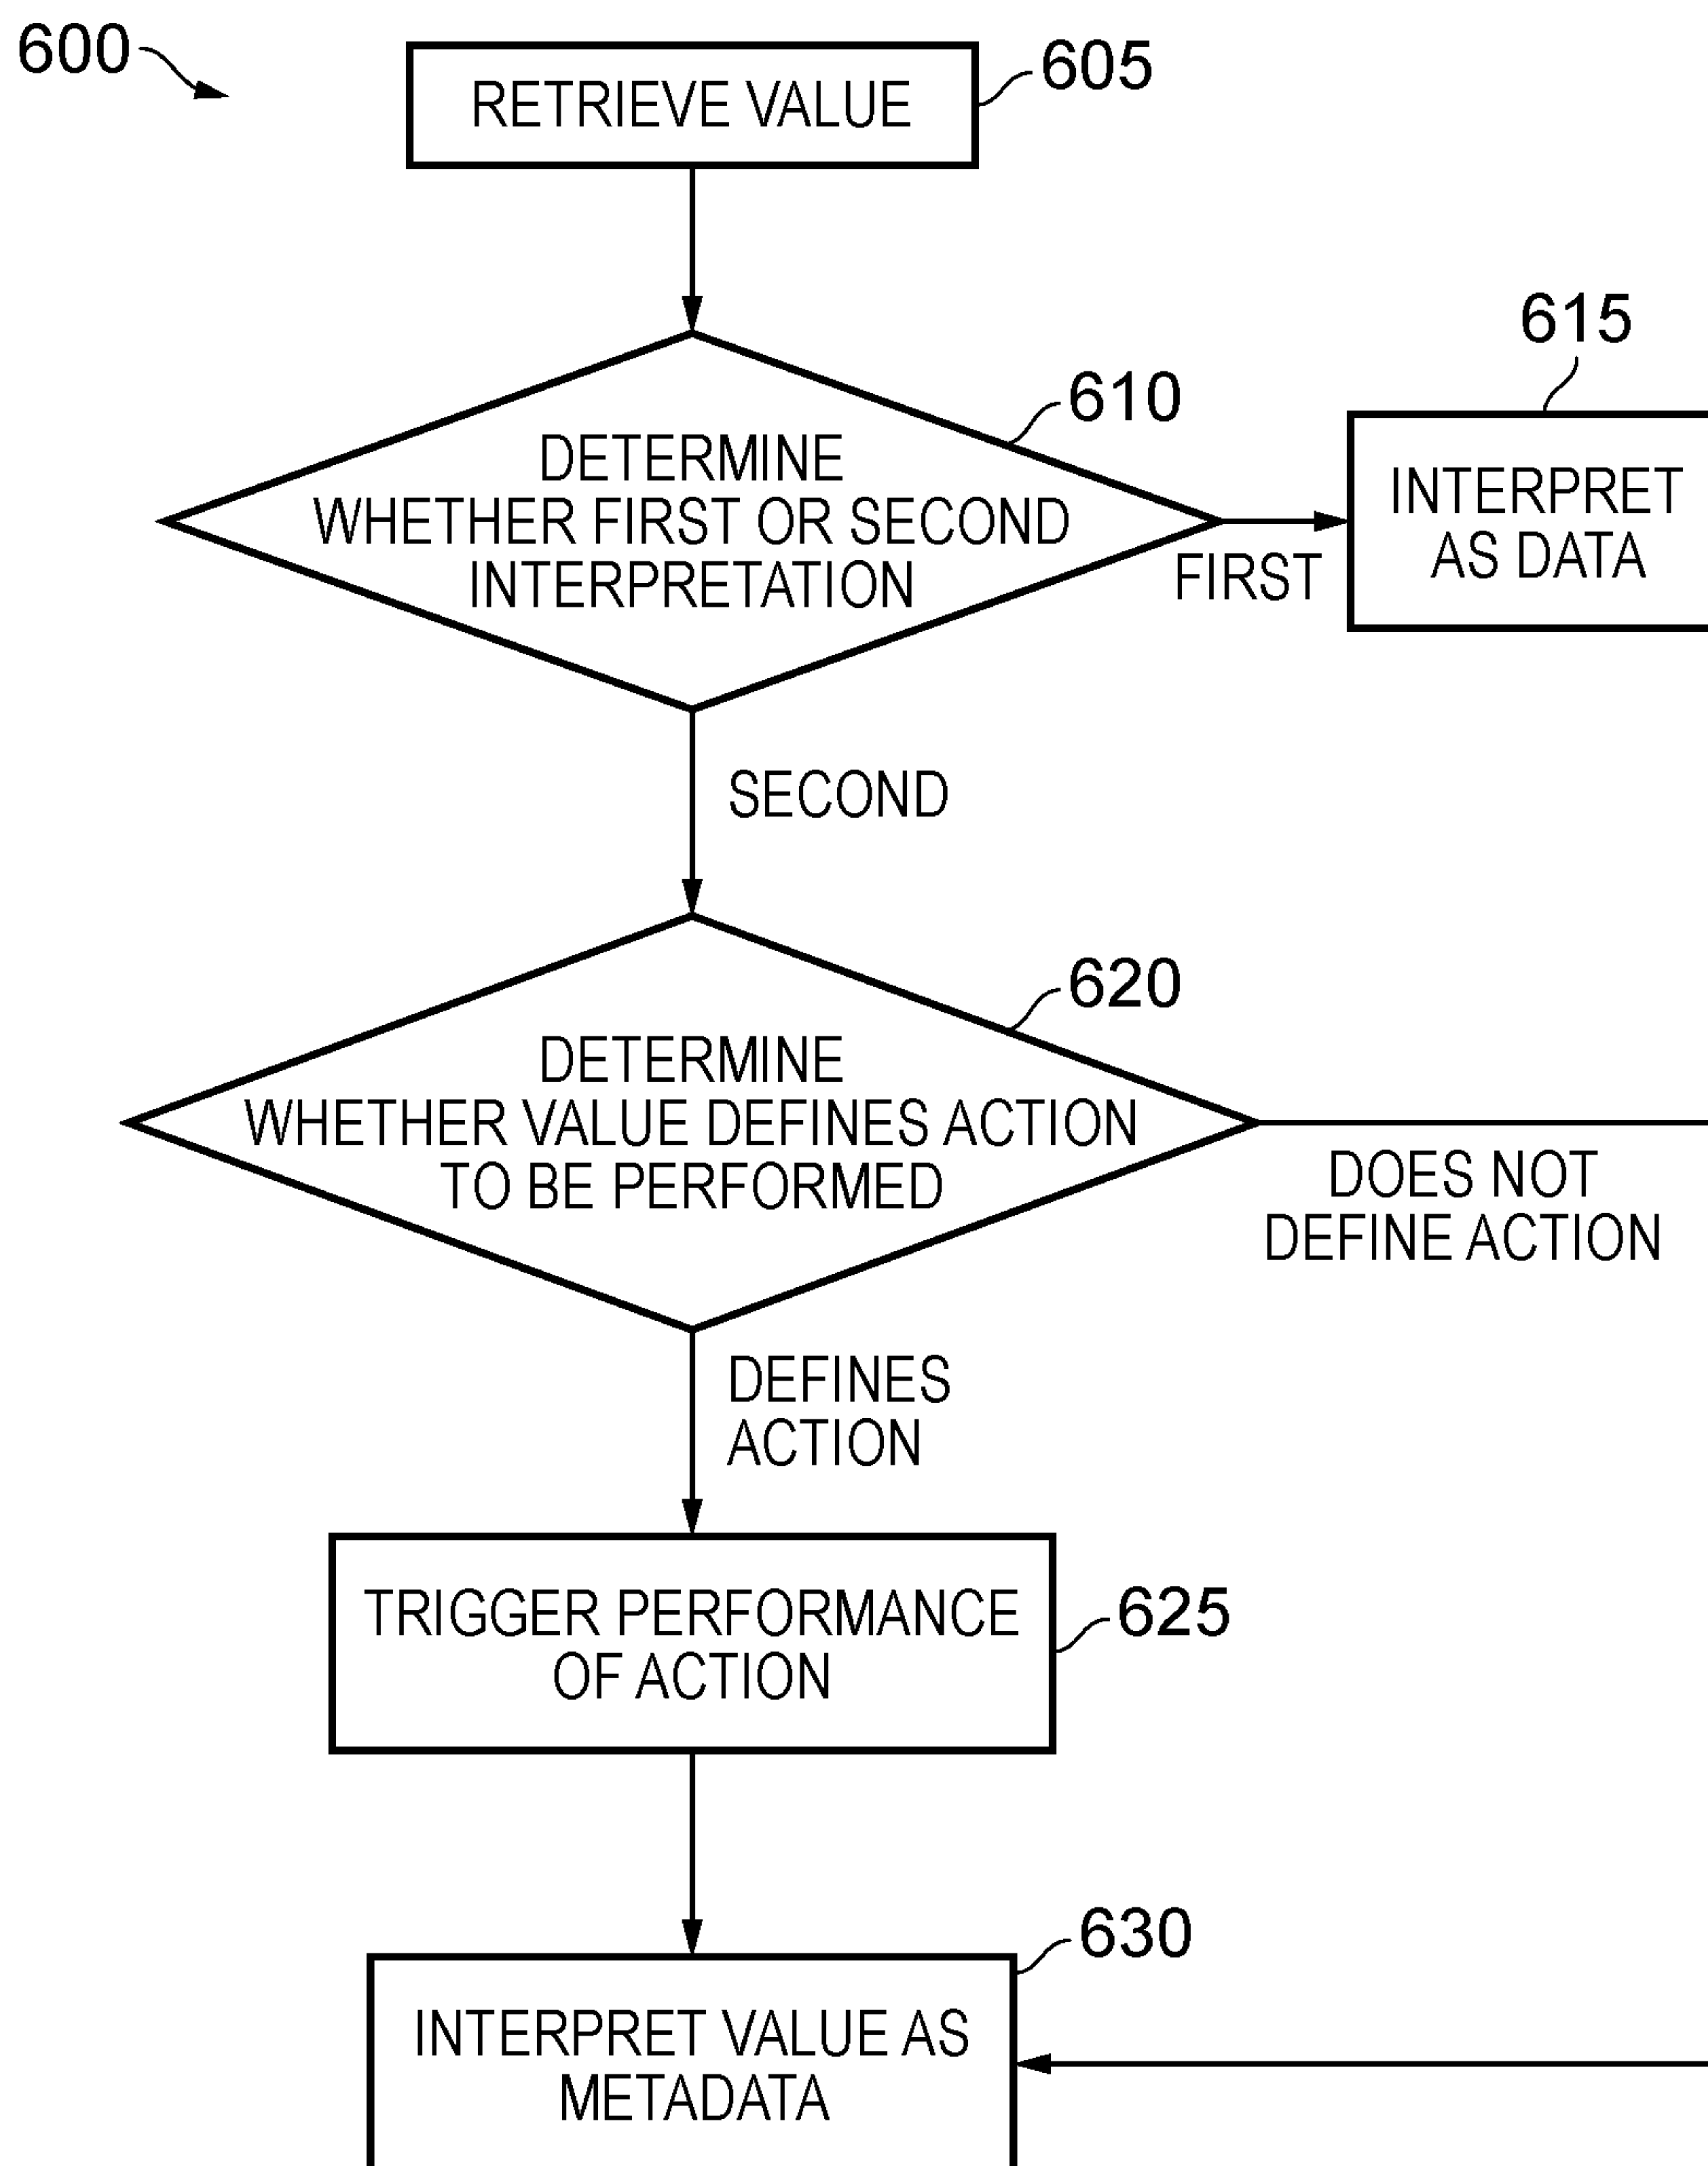 600
RETRIEVE VALUE
605
610
DETERMINE
WHETHER FIRST OR SECOND
INTERPRETATION
FIRST
615
INTERPRET
AS DATA
SECOND
620
DETERMINE
WHETHER VALUE DEFINES ACTION
TO BE PERFORMED
DOES NOT
DEFINE ACTION
DEFINES
ACTION
TRIGGER PERFORMANCE
OF ACTION
625
630
INTERPRET VALUE AS
METADATA